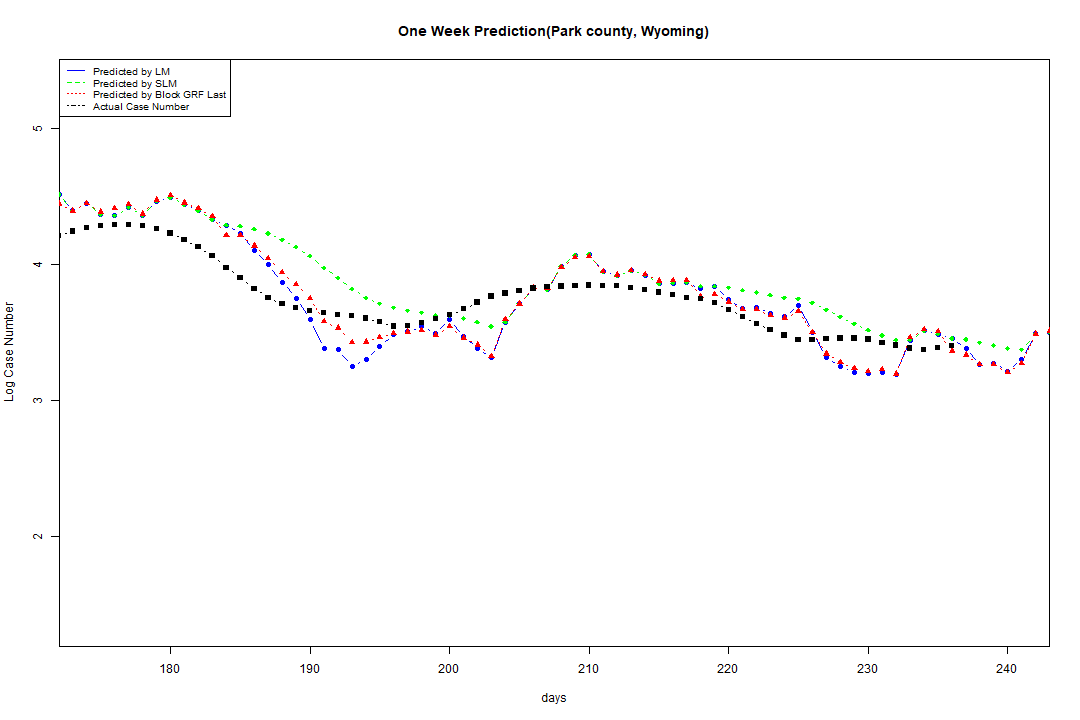 One Week Prediction(Park county, Wyoming)
Predicted by LM
Predicted by SLM
Predicted by Block GRF Last
Actual Case Number
5
4
3
2
Log Case Number
180 190 200 210 220 230 240
days